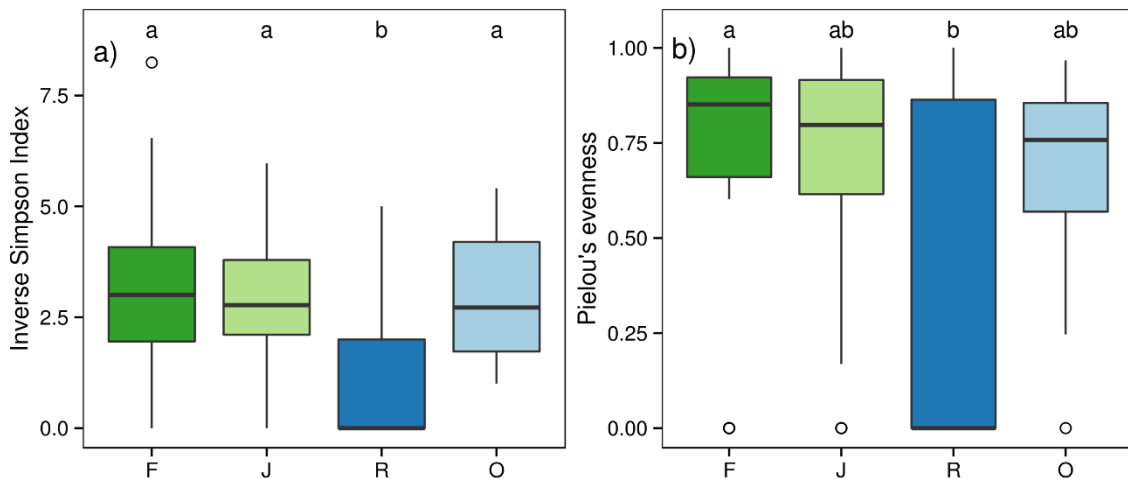 a a b a
a)
7.5
5.0
2.5
0.0
Inverse Simpson Index
F J R O
a ab b ab
b)
1.00
0.75
0.50
0.25
0.00
Pielou's evenness
F J R O